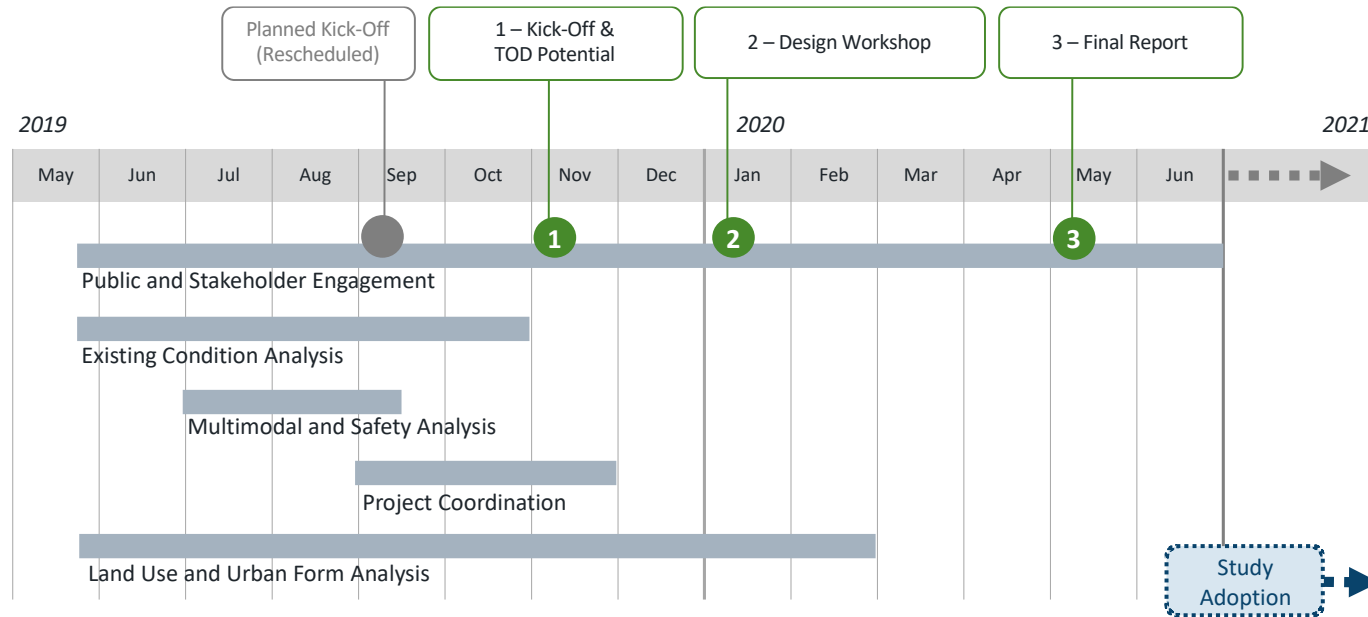 Planned Kick-Off
(Rescheduled)
1 – Kick-Off &
TOD Potential
2 – Design Workshop
3 – Final Report
2019
2020
2021
May Jun Jul Aug Sep Oct Nov Dec Jan Feb Mar Apr May Jun
1 2 3
Public and Stakeholder Engagement
Existing Condition Analysis
Multimodal and Safety Analysis
Project Coordination
Land Use and Urban Form Analysis
Study
Adoption